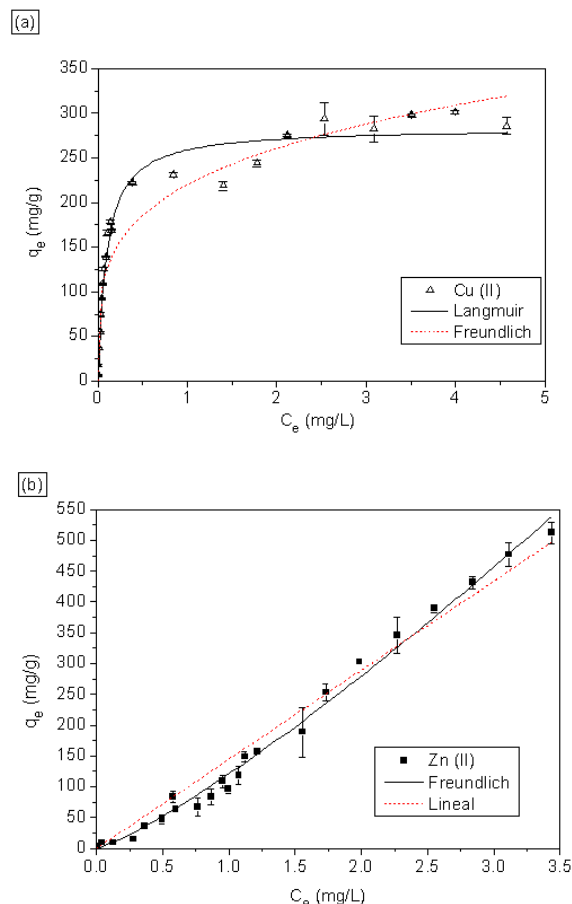 (a)
350
300
250
200
150
100
50
0
q_e (mg/g)
Cu (II)
Langmuir
Freundlich
0 1 2 3 4 5
C_e (mg/L)
(b)
550
500
450
400
350
300
250
200
150
100
50
0
q_e (mg/g)
Zn (II)
Freundlich
Lineal
0.0 0.5 1.0 1.5 2.0 2.5 3.0 3.5
C_e (mg/L)